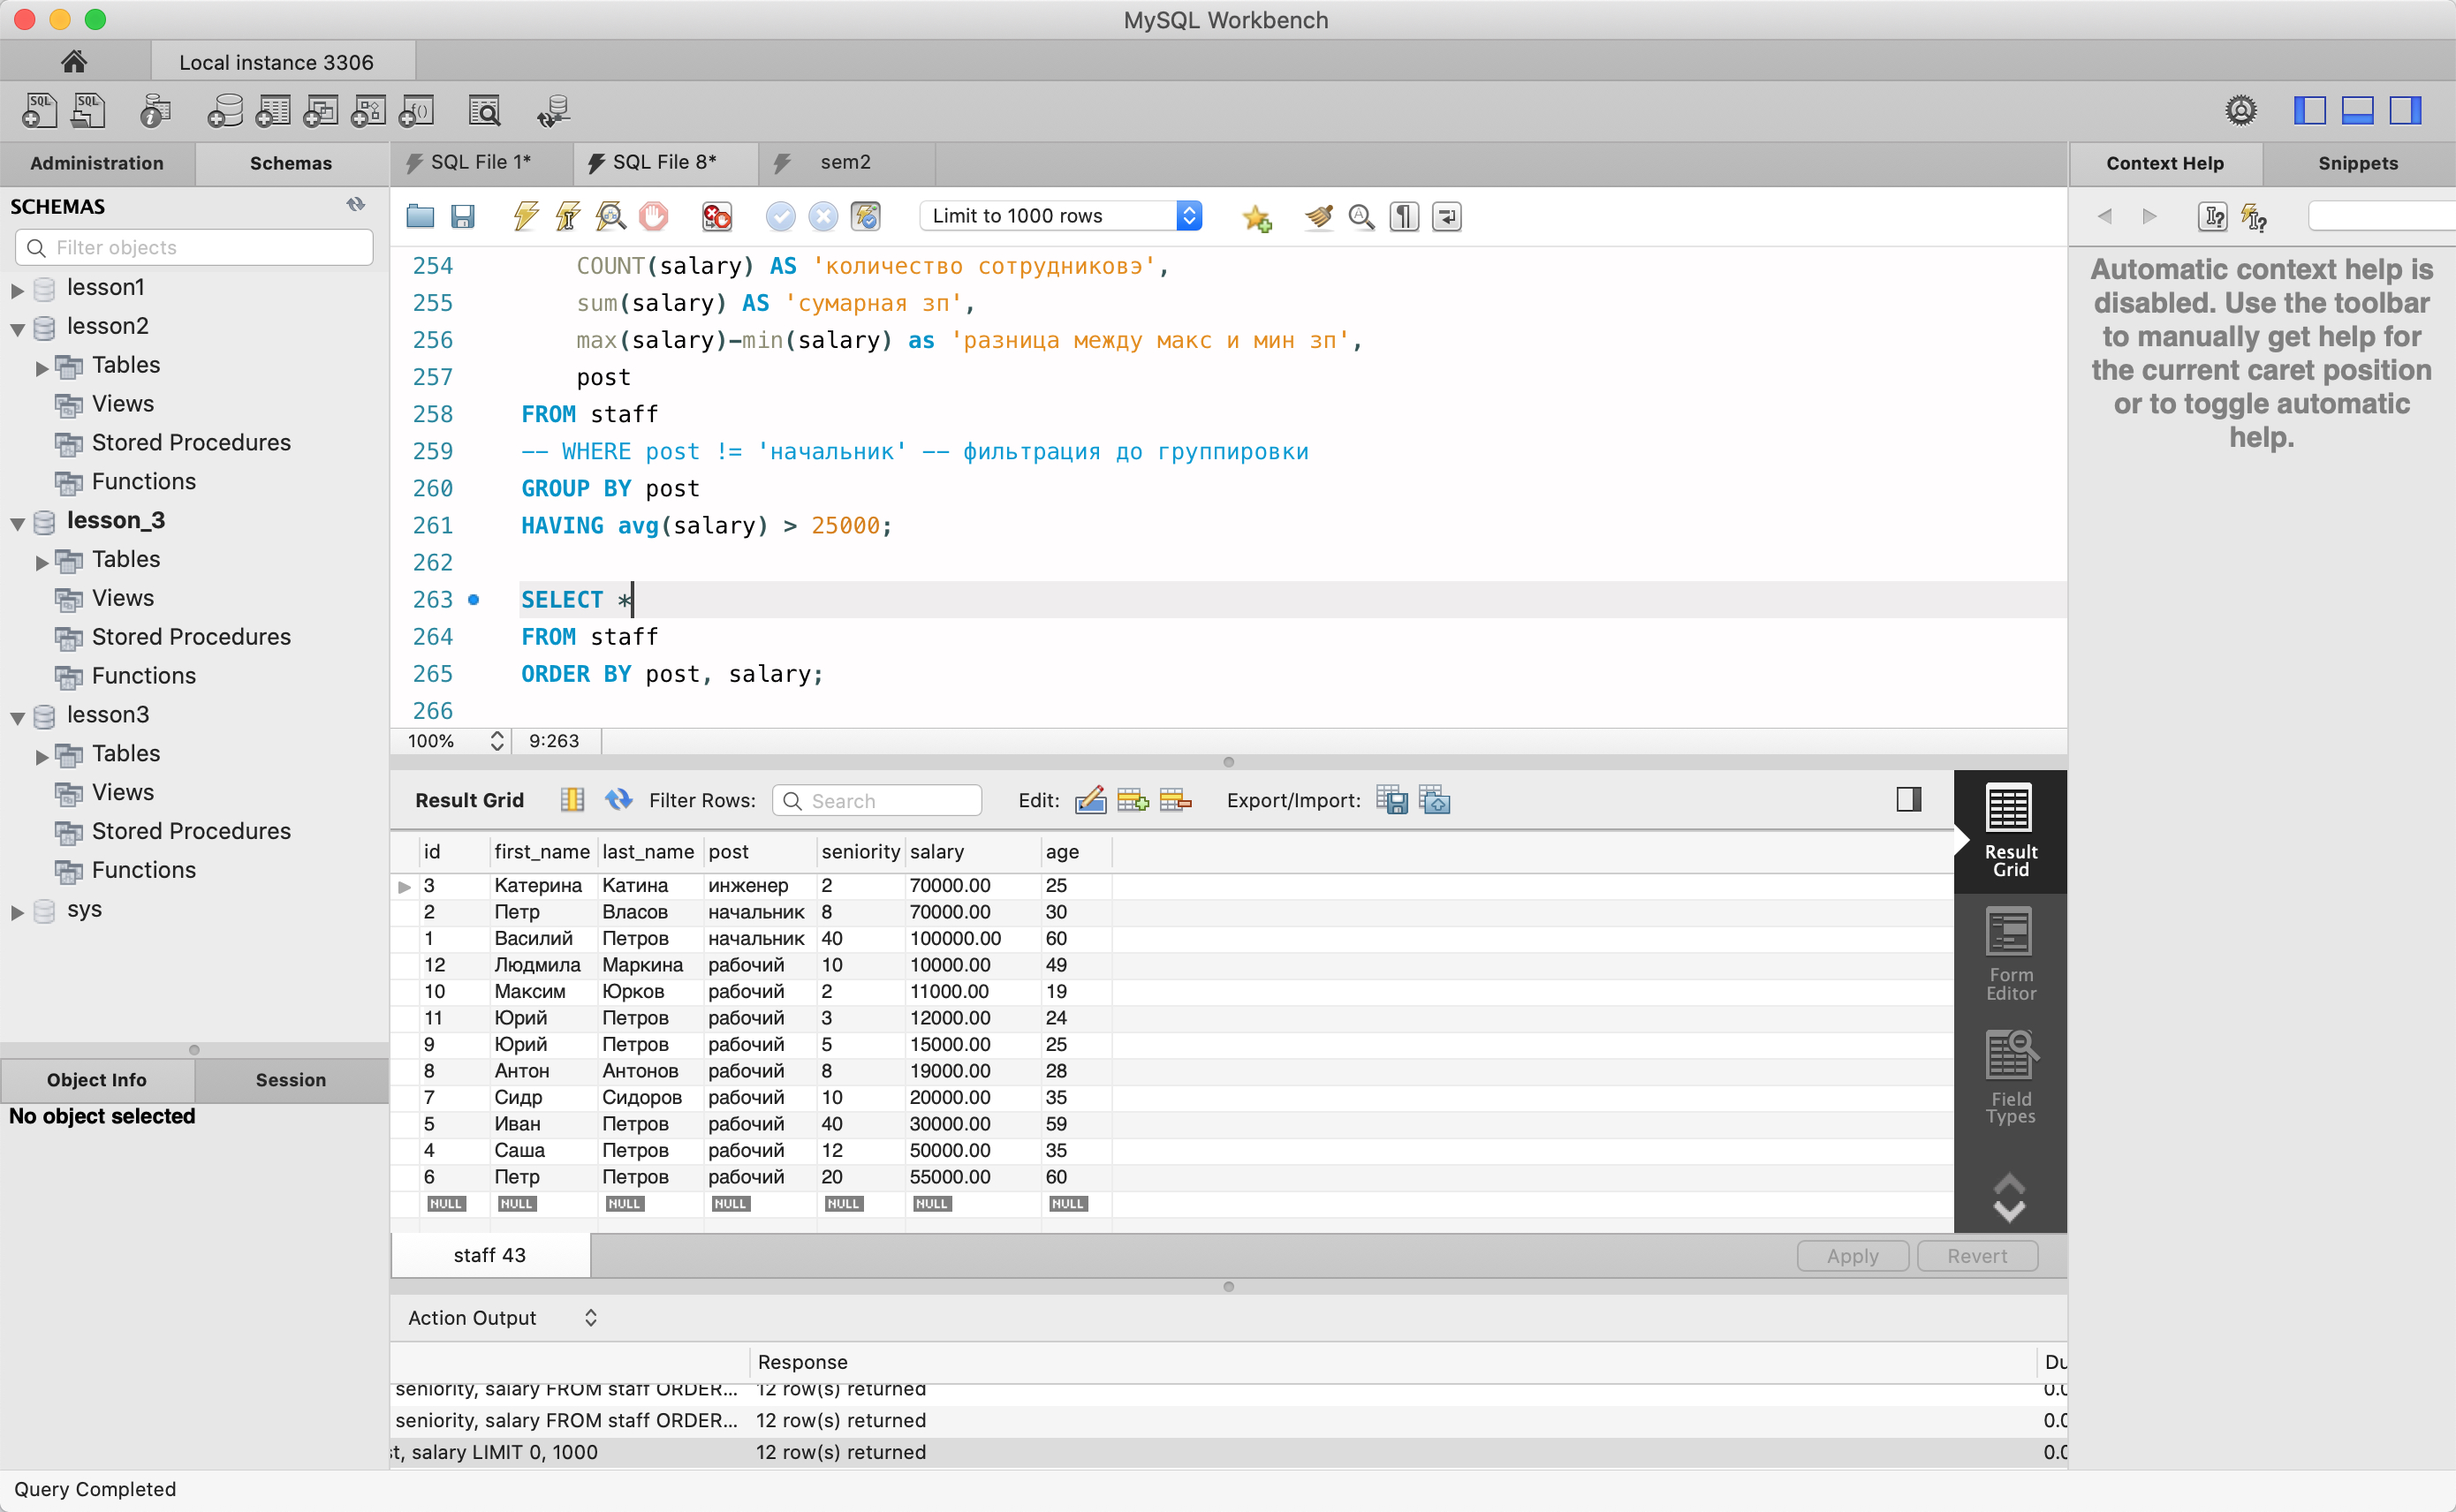 MySQL Workbench
Local instance 3306
Administration
Schemas
SQL File 1*
SQL File 8*
sem2
Context Help
Snippets
SCHEMAS
Filter objects
lesson1
lesson2
Tables
Views
Stored Procedures
Functions
lesson_3
Tables
Views
Stored Procedures
Functions
lesson3
Tables
Views
Stored Procedures
Functions
sys
Object Info
Session
No object selected
Limit to 1000 rows
254 COUNT(salary) AS 'количество сотрудниковэ',
255 sum(salary) AS 'сумарная зп',
256 max(salary)-min(salary) as 'разница между макс и мин зп',
257 post
258 FROM staff
259 -- WHERE post != 'начальник' -- фильтрация до группировки
260 GROUP BY post
261 HAVING avg(salary) > 25000;
262
263 SELECT *
264 FROM staff
265 ORDER BY post, salary;
266
100% 9:263
Automatic context help is
disabled. Use the toolbar
to manually get help for
the current caret position
or to toggle automatic
help.
Result Grid Filter Rows: Search Edit: Export/Import:
id first_name last_name post seniority salary age
3 Катерина Катина инженер 2 70000.00 25
2 Петр Власов начальник 8 70000.00 30
1 Василий Петров начальник 40 100000.00 60
12 Людмила Маркина рабочий 10 10000.00 49
10 Максим Юрков рабочий 2 11000.00 19
11 Юрий Петров рабочий 3 12000.00 24
9 Юрий Петров рабочий 5 15000.00 25
8 Антон Антонов рабочий 8 19000.00 28
7 Сидр Сидоров рабочий 10 20000.00 35
5 Иван Петров рабочий 40 30000.00 59
4 Саша Петров рабочий 12 50000.00 35
6 Петр Петров рабочий 20 55000.00 60
NULL NULL NULL NULL NULL NULL NULL
Result
Grid
Form
Editor
Field
Types
staff 43
Apply
Revert
Action Output
Response Du
seniority, salary FROM staff ORDER... 12 row(s) returned 0.0
seniority, salary FROM staff ORDER... 12 row(s) returned 0.0
st, salary LIMIT 0, 1000 12 row(s) returned 0.0
Query Completed